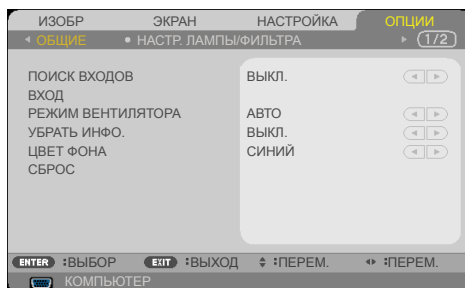 ИЗОБР ЭКРАН НАСТРОЙКА ОПЦИИ
ОБЩИЕ • НАСТР. ЛАМПЫ/ФИЛЬТРА 1/2
ПОИСК ВХОДОВ ВЫКЛ.
ВХОД
РЕЖИМ ВЕНТИЛЯТОРА АВТО
УБРАТЬ ИНФО. ВЫКЛ.
ЦВЕТ ФОНА СИНИЙ
СБРОС
ENTER :ВЫБОР EXIT :ВЫХОД :ПЕРЕМ. :ПЕРЕМ.
КОМПЬЮТЕР